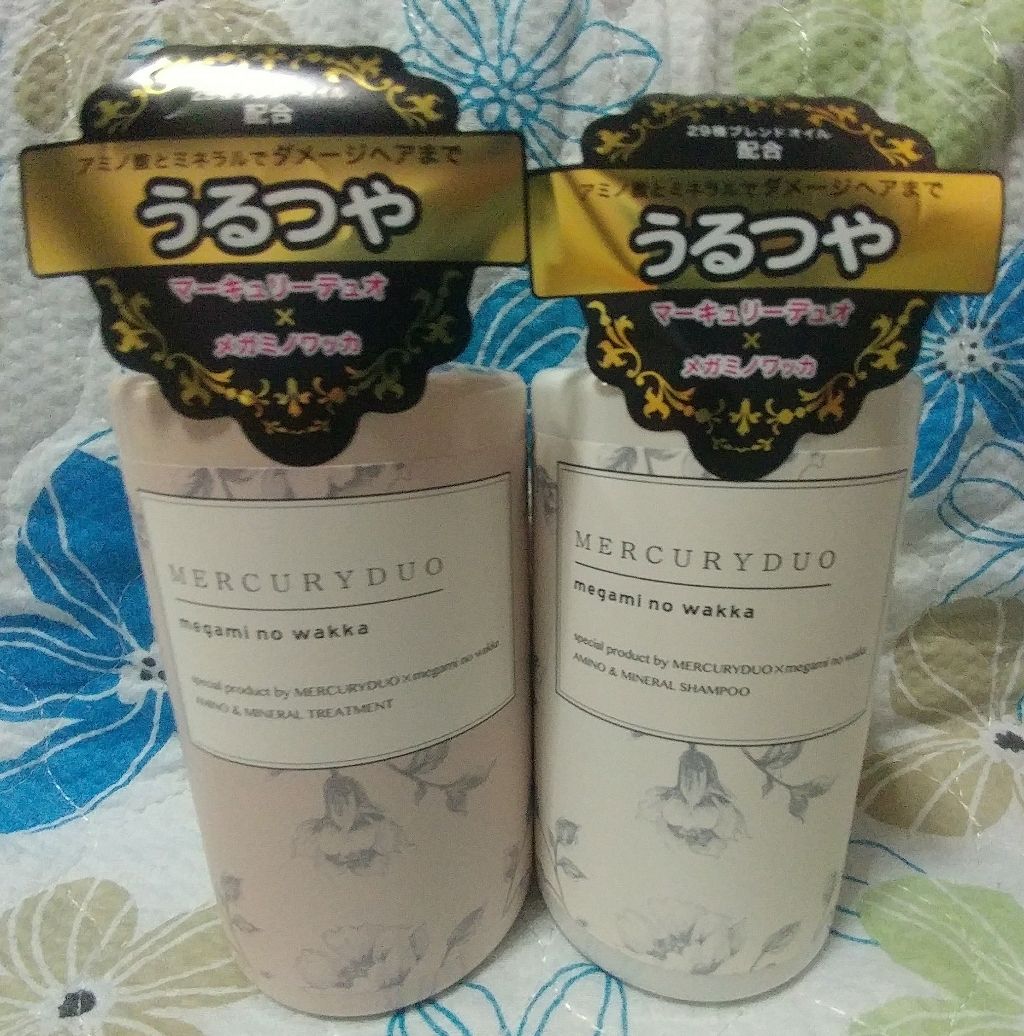 配合
アミノ酸とミネラルでダメージヘアまで
うるつや
マーキュリーデュオ
×
メガミノワッカ
MERCURYDUO
megami no wakka
special product by MERCURYDUO×megami no wakka
AMINO & MINERAL TREATMENT
29種ブレンドオイル
配合
アミノ酸とミネラルでダメージヘアまで
うるつや
マーキュリーデュオ
×
メガミノワッカ
MERCURYDUO
megami no wakka
special product by MERCURYDUO×megami no wakka
AMINO & MINERAL SHAMPOO